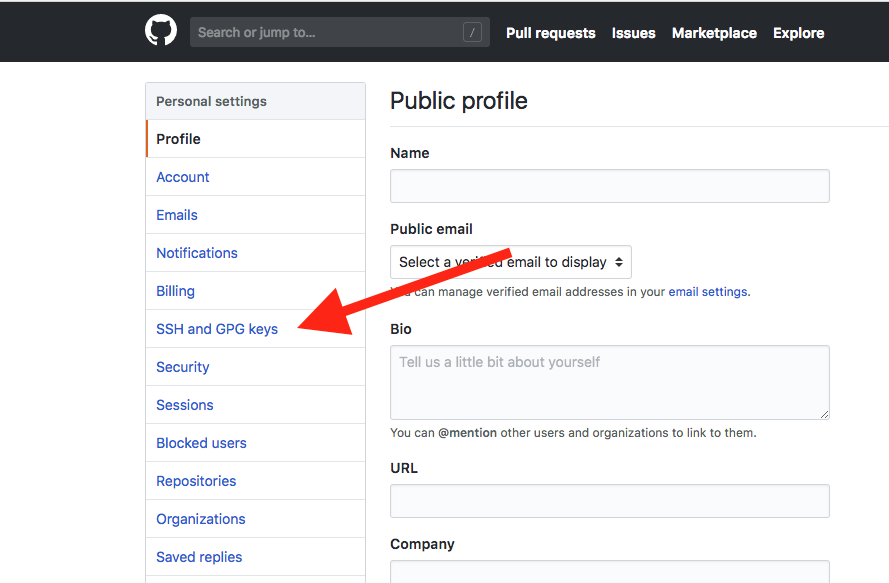 Search or jump to... /
Pull requests Issues Marketplace Explore
Personal settings
Profile
Account
Emails
Notifications
Billing
SSH and GPG keys
Security
Sessions
Blocked users
Repositories
Organizations
Saved replies
Public profile
Name
Public email
Select a verified email to display
You can manage verified email addresses in your email settings.
Bio
Tell us a little bit about yourself
You can @mention other users and organizations to link to them.
URL
Company